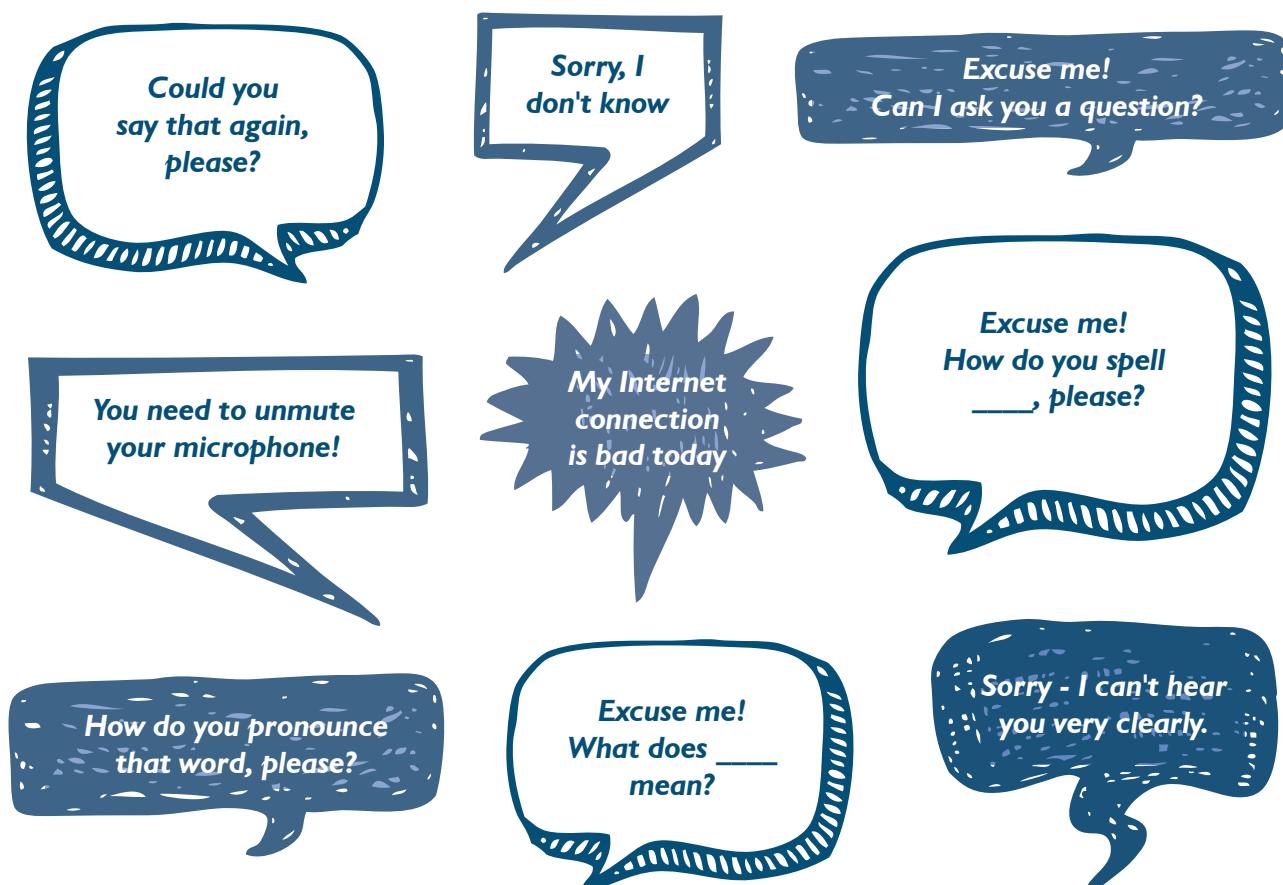 Could you
say that again,
please?
Sorry, I
don't know
Excuse me!
Can I ask you a question?
You need to unmute
your microphone!
My Internet
connection
is bad today
Excuse me!
How do you spell
____, please?
How do you pronounce
that word, please?
Excuse me!
What does ____
mean?
Sorry - I can't hear
you very clearly.